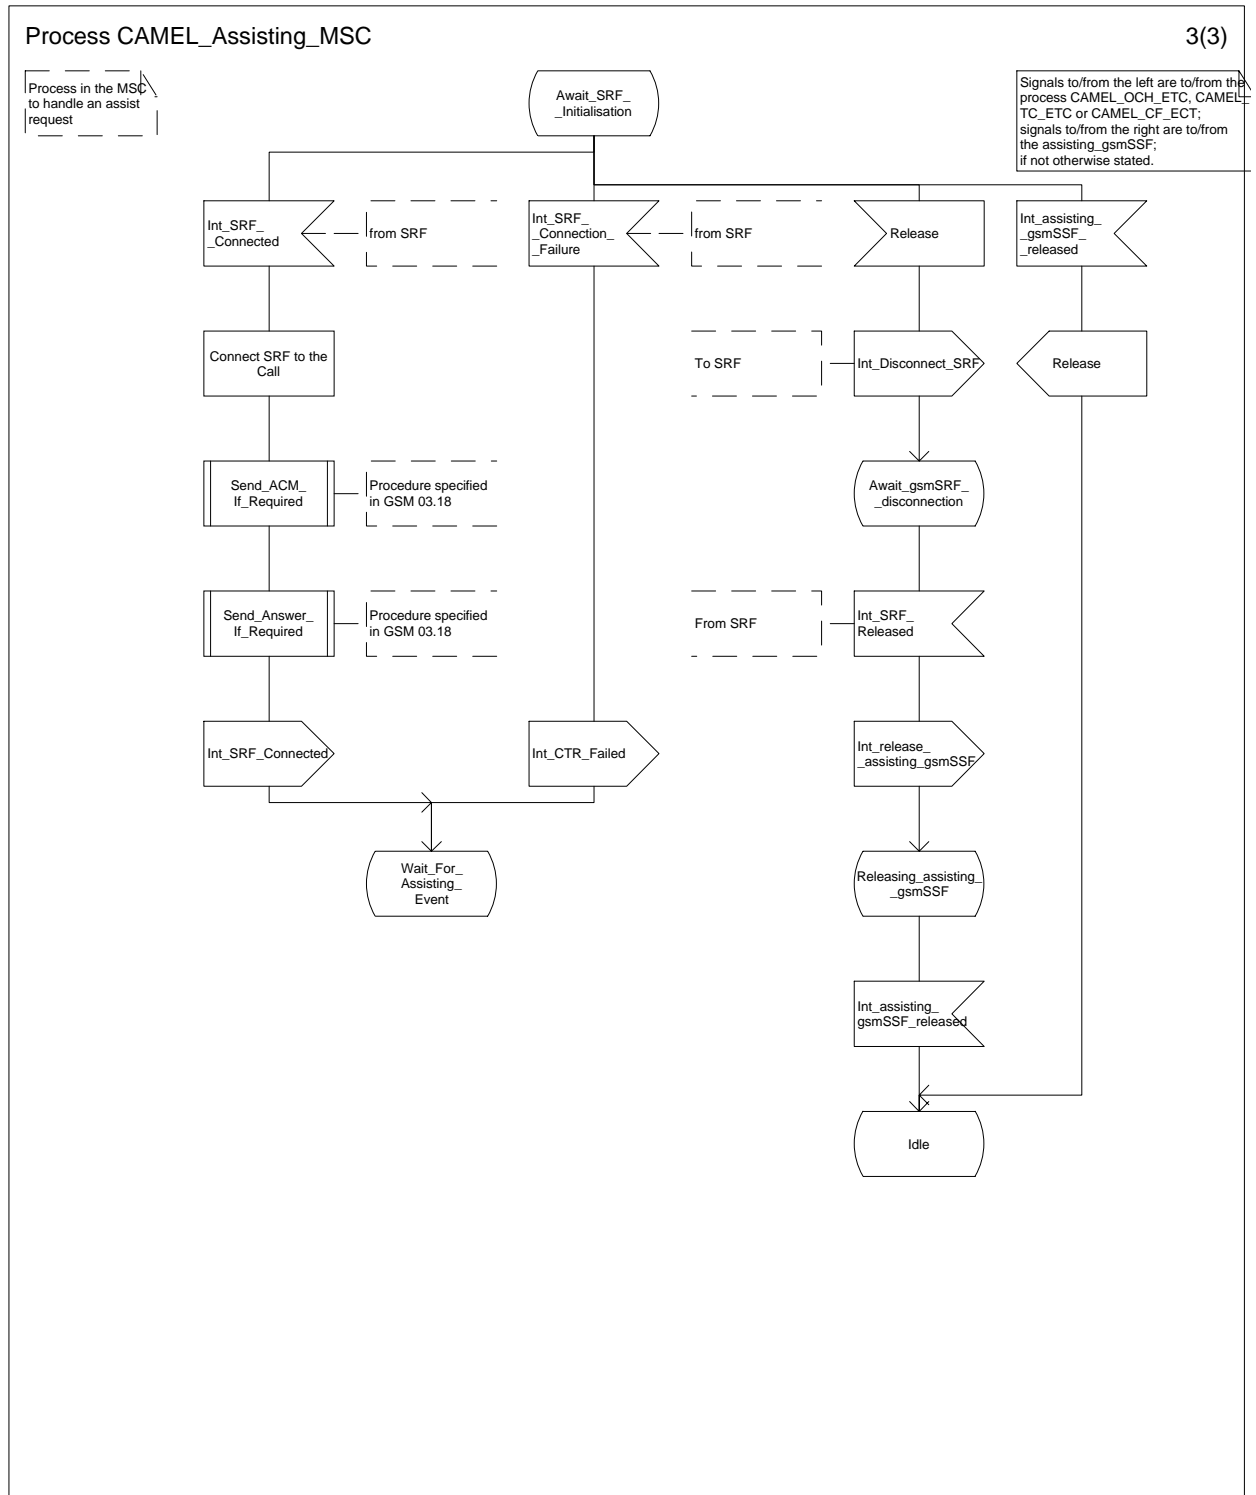 Process CAMEL_Assisting_MSC
3(3)
Process in the MSC
to handle an assist
request
Await_SRF_
_Initialisation
Signals to/from the left are to/from the
process CAMEL_OCH_ETC, CAMEL_
TC_ETC or CAMEL_CF_ECT;
signals to/from the right are to/from
the assisting_gsmSSF;
if not otherwise stated.
Int_SRF_
_Connected
from SRF
Int_SRF_
_Connection_
_Failure
from SRF
Release
Int_assisting_
_gsmSSF_
_released
Connect SRF to the
Call
To SRF
Int_Disconnect_SRF
Release
Send_ACM_
If_Required
Procedure specified
in GSM 03.18
Await_gsmSRF_
_disconnection
Send_Answer_
If_Required
Procedure specified
in GSM 03.18
From SRF
Int_SRF_
Released
Int_SRF_Connected
Int_CTR_Failed
Int_release_
_assisting_gsmSSF
Wait_For_
Assisting_
Event
Releasing_assisting_
_gsmSSF
Int_assisting_
gsmSSF_released
Idle